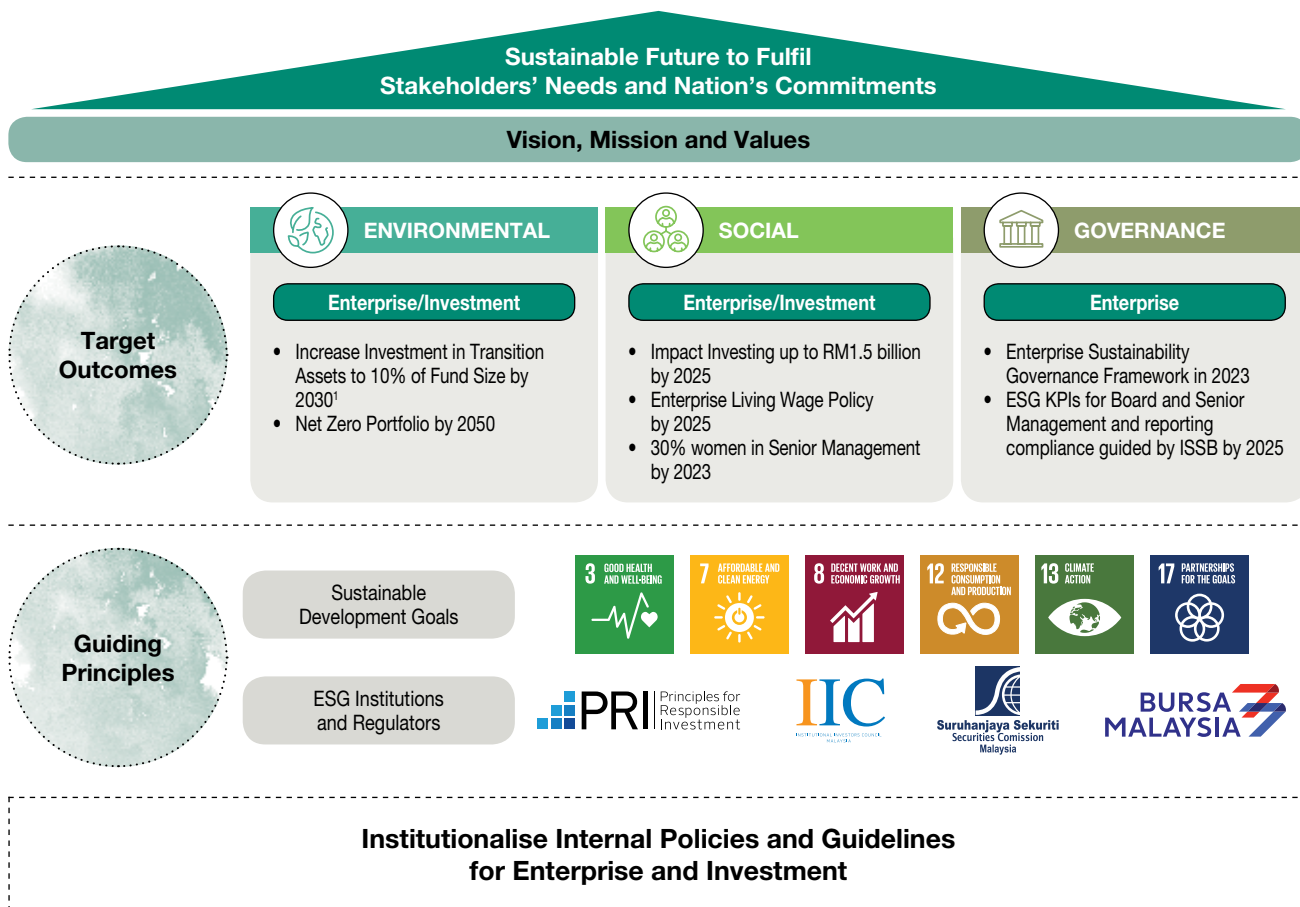 Sustainable Future to Fulfil
Stakeholders’ Needs and Nation’s Commitments
Vision, Mission and Values
Target
Outcomes
ENVIRONMENTAL
Enterprise/Investment
• Increase Investment in Transition
Assets to 10% of Fund Size by
2030¹
• Net Zero Portfolio by 2050
SOCIAL
Enterprise/Investment
• Impact Investing up to RM1.5 billion
by 2025
• Enterprise Living Wage Policy
by 2025
• 30% women in Senior Management
by 2023
GOVERNANCE
Enterprise
• Enterprise Sustainability
Governance Framework in 2023
• ESG KPIs for Board and Senior
Management and reporting
compliance guided by ISSB by 2025
Guiding
Principles
Sustainable
Development Goals
3 GOOD HEALTH
AND WELL-BEING
7 AFFORDABLE AND
CLEAN ENERGY
8 DECENT WORK AND
ECONOMIC GROWTH
12 RESPONSIBLE
CONSUMPTION
AND PRODUCTION
13 CLIMATE
ACTION
17 PARTNERSHIPS
FOR THE GOALS
ESG Institutions
and Regulators
PRI
Principles for
Responsible
Investment
IIC
INSTITUTIONAL INVESTORS COUNCIL
MALAYSIA
Suruhanjaya Sekuriti
Securities Comission
Malaysia
BURSA
MALAYSIA
Institutionalise Internal Policies and Guidelines
for Enterprise and Investment